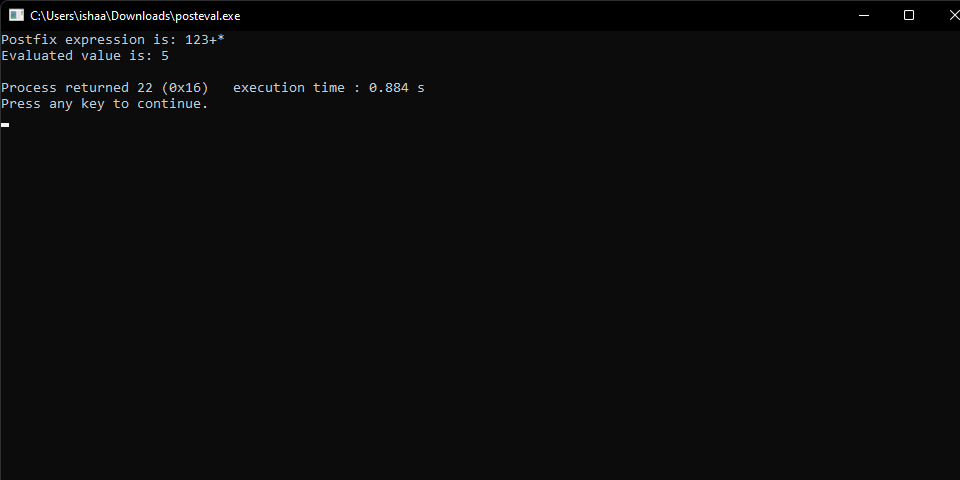 C:\Users\ishaa\Downloads\posteval.exe
Postfix expression is: 123+*
Evaluated value is: 5
Process returned 22 (0x16)   execution time : 0.884 s
Press any key to continue.